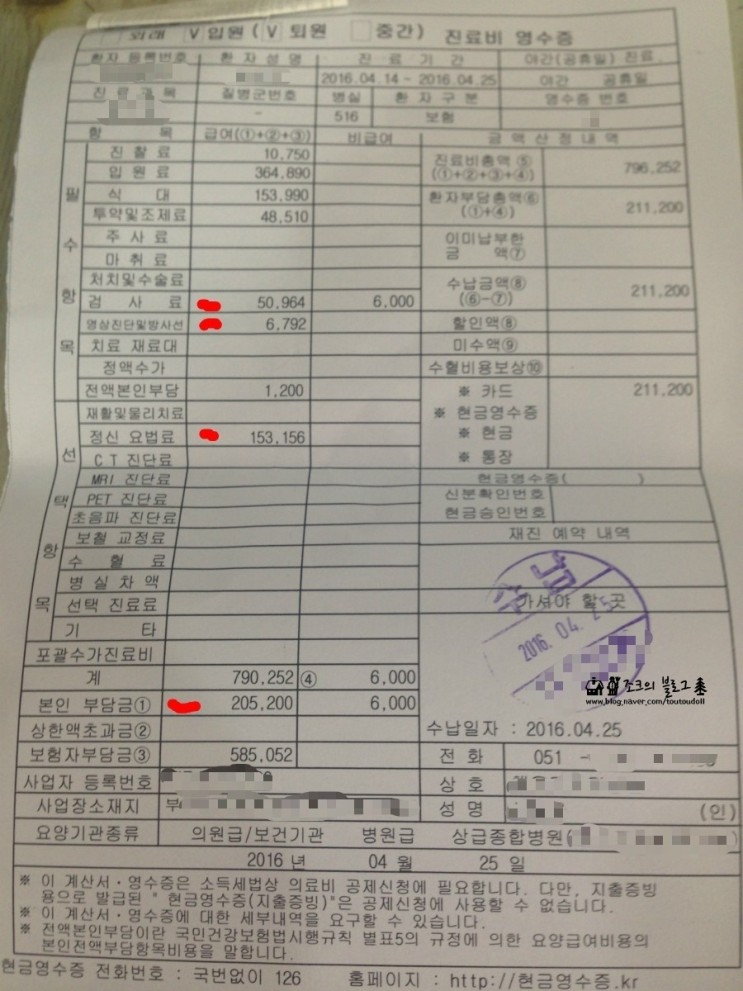 외래 V 입원 ( V 퇴원 중간) 진료비 영수증
환자 등록번호 환 자 성 명 진 료 기 간 야간(공휴일) 진료
2016.04.14 - 2016.04.25 야간 공휴일
진 료 과 목 질병군번호 병실 환 자 구 분 영수증 번호
- 516 보험
항 목 급여(①+②+③) 비급여 금 액 산 정 내 역
필 수 항 목
진 찰 료 10,750
입 원 료 364,890
식 대 153,990
투약및조제료 48,510
주 사 료
마 취 료
처치및수술료
검 사 료 50,964 6,000
영상진단및방사선 6,792
치료 재료대
정액수가
전액본인부담 1,200
선 택 항 목
재활및물리치료
정신 요법료 153,156
C T 진단료
MRI 진단료
PET 진단료
초음파 진단료
보철 교정료
수 혈 료
병 실 차 액
선택 진료료
기 타
포괄수가진료비
계 790,252 ④ 6,000
본인 부담금① 205,200 6,000
상한액초과금②
보험자부담금③ 585,052
진료비총액⑤
(①+②+③+④) 796,252
환자부담총액⑥
(①+④) 211,200
이미납부한
금 액⑦
수납금액⑧
(⑥-⑦) 211,200
할인액⑧
미수액⑨
수혈비용보상⑩
※ 카드 211,200
※ 현금영수증
※ 현금
※ 통장
현금영수증( )
신분확인번호
현금승인번호
재진 예약 내역
가셔야 할 곳
수납
2016. 04. 25
조크의 블로그
www.blog.naver.com/toutoudoll
수납일자 : 2016.04.25
전 화 051 -
사업자 등록번호 상 호
사업장소재지 부 성 명 (인)
요양기관종류 의원급/보건기관 병원급 상급종합병원(
2016 년 04 월 25 일
※ 이 계산서·영수증은 소득세법상 의료비 공제신청에 필요합니다. 다만, 지출증빙
용으로 발급된 " 현금영수증(지출증빙)"은 공제신청에 사용할 수 없습니다.
※ 이 계산서·영수증에 대한 세부내역을 요구할 수 있습니다.
※ 전액본인부담이란 국민건강보험법시행규칙 별표5의 규정에 의한 요양급여비용의
본인전액부담항목비용을 말합니다.
현금영수증 전화번호 : 국번없이 126 홈페이지 : http://현금영수증.kr